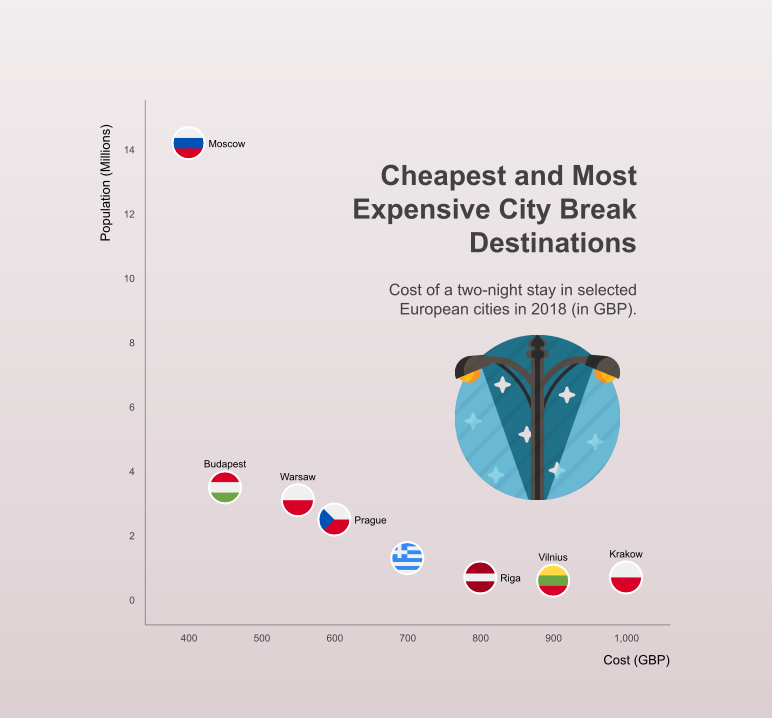 Cheapest and Most
Expensive City Break
Destinations
Cost of a two-night stay in selected
European cities in 2018 (in GBP).
Population (Millions)
14
12
10
8
6
4
2
0
Moscow
Budapest
Warsaw
Prague
Riga
Vilnius
Krakow
400
500
600
700
800
900
1,000
Cost (GBP)